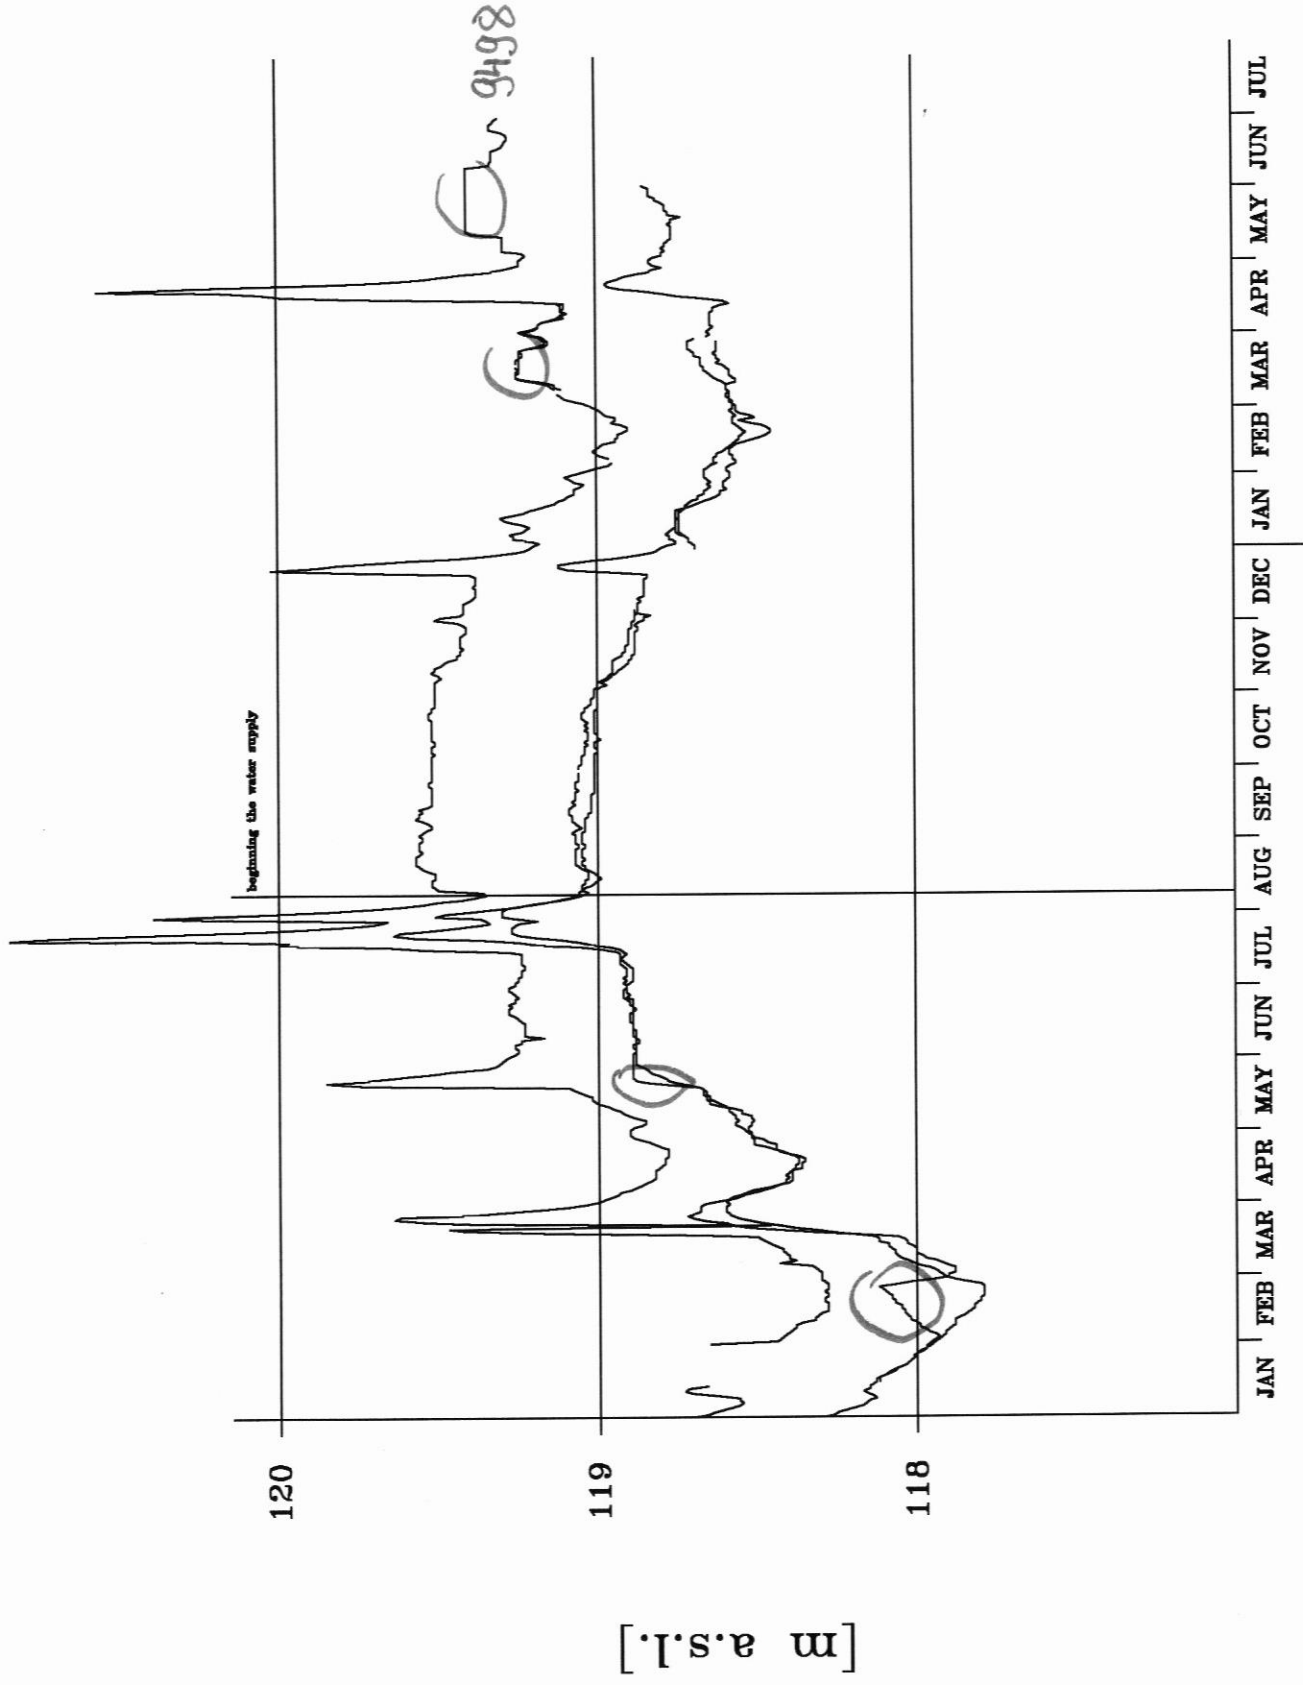 9498
beginning the water supply
120
119
118
[m a.s.l.]
JAN FEB MAR APR MAY JUN JUL AUG SEP OCT NOV DEC JAN FEB MAR APR MAY JUN JUL